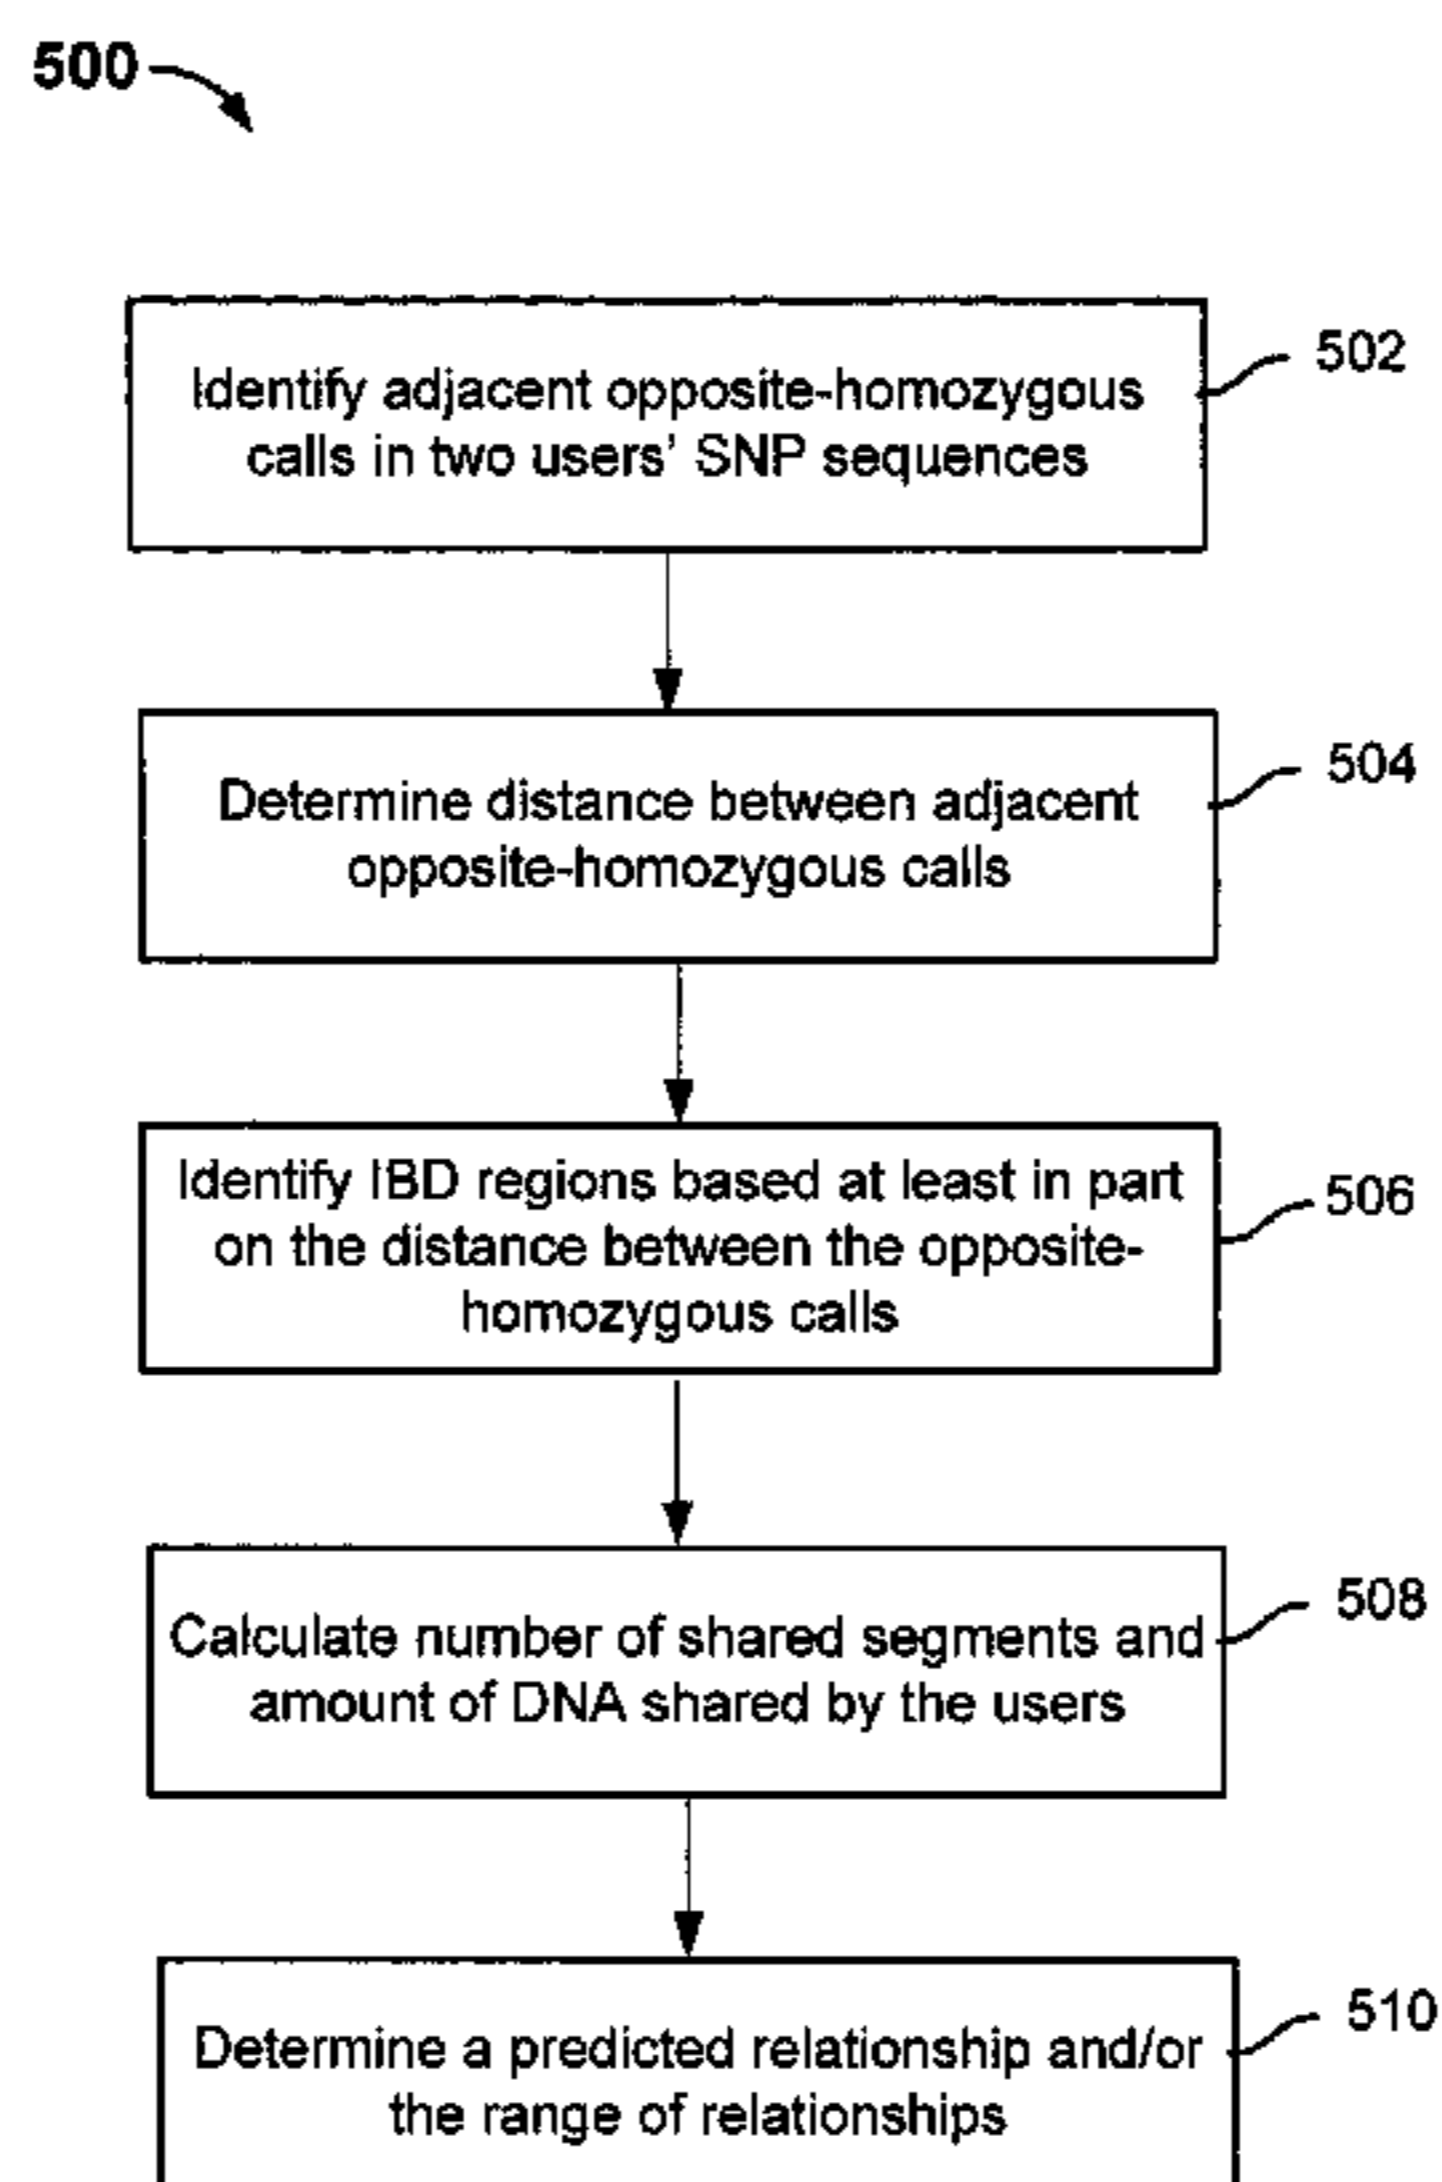 500
Identify adjacent opposite-homozygous
calls in two users’ SNP sequences
502
Determine distance between adjacent
opposite-homozygous calls
504
Identify IBD regions based at least in part
on the distance between the opposite-
homozygous calls
506
Calculate number of shared segments and
amount of DNA shared by the users
508
Determine a predicted relationship and/or
the range of relationships
510